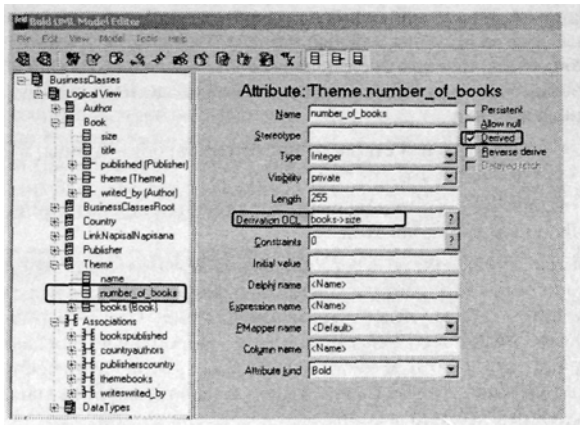 Bold UML Model Editor
File Edit View Model Tools Help
BusinessClasses
Logical View
Author
Book
size
title
published (Publisher)
theme (Theme)
writed_by (Author)
BusinessClassesRoot
Country
LinkNapisalNapisana
Publisher
Theme
name
number_of_books
books (Book)
Associations
bookspublished
countryauthors
publisherscountry
themebooks
writeswrited_by
DataTypes
Attribute: Theme.number_of_books
Name number_of_books
Stereotype
Type Integer
Visibility private
Length 255
Derivation OCL books->size ?
Constraints 0 ?
Initial value
Delphi name <Name>
Expression name <Name>
PMapper name <Default>
Column name <Name>
Attribute kind Bold
Persistent
Allow null
Derived
Reverse derive
Delayed fetch